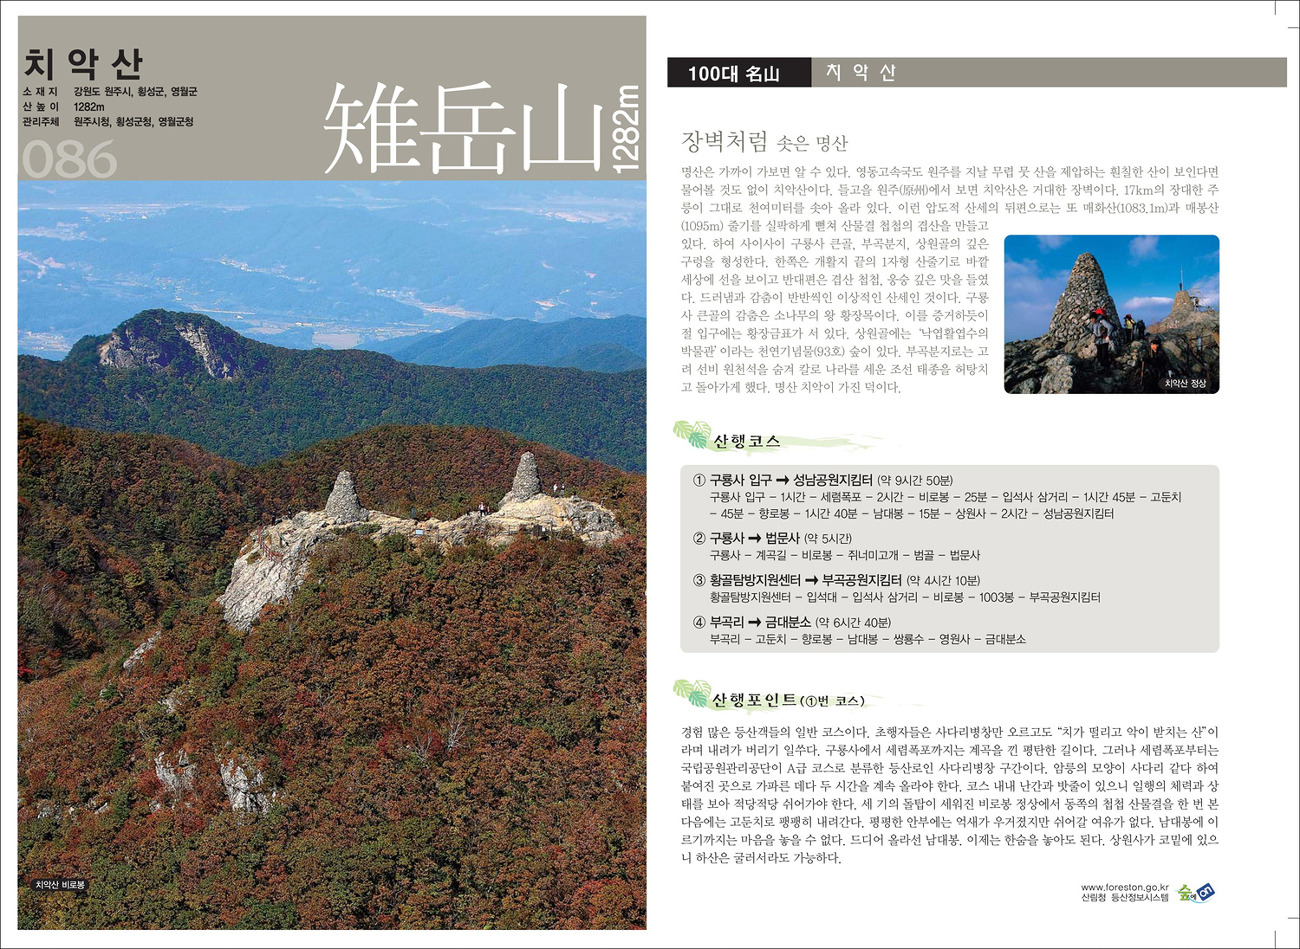 치악산
소재지 강원도 원주시, 횡성군, 영월군
산높이 1282m
관리주체 원주시청, 횡성군청, 영월군청
086
雉岳山
1282m
치악산 비로봉
100대 名山 치 악 산
장벽처럼 솟은 명산
명산은 가까이 가보면 알 수 있다. 영동고속국도 원주를 지날 무렵 뭇 산을 제압하는 훤칠한 산이 보인다면
물어볼 것도 없이 치악산이다. 들고을 원주(原州)에서 보면 치악산은 거대한 장벽이다. 17km의 장대한 주
릉이 그대로 천여미터를 솟아 올라 있다. 이런 압도적 산세의 뒤편으로는 또 매화산(1083.1m)과 매봉산
(1095m) 줄기를 실팍하게 뻗쳐 산물결 첩첩의 겹산을 만들고
있다. 하여 사이사이 구룡사 큰골, 부곡분지, 상원골의 깊은
구령을 형성한다. 한쪽은 개활지 끝의 1자형 산줄기로 바깥
세상에 선을 보이고 반대편은 겹산 첩첩, 웅숭 깊은 맛을 들였
다. 드러냄과 감춤이 반반씩인 이상적인 산세인 것이다. 구룡
사 큰골의 감춤은 소나무의 왕 황장목이다. 이를 증거하듯이
절 입구에는 황장금표가 서 있다. 상원골에는 ‘낙엽활엽수의
박물관’ 이라는 천연기념물(93호) 숲이 있다. 부곡분지로는 고
려 선비 원천석을 숨겨 칼로 나라를 세운 조선 태종을 허탕치
고 돌아가게 했다. 명산 치악이 가진 덕이다.
치악산 정상
산행코스
① 구룡사 입구 ➞ 성남공원지킴터 (약 9시간 50분)
구룡사 입구 – 1시간 – 세렴폭포 – 2시간 – 비로봉 – 25분 – 입석사 삼거리 – 1시간 45분 – 고둔치
– 45분 – 향로봉 – 1시간 40분 – 남대봉 – 15분 – 상원사 – 2시간 – 성남공원지킴터
② 구룡사 ➞ 법문사 (약 5시간)
구룡사 – 계곡길 – 비로봉 – 쥐너미고개 – 범골 – 법문사
③ 황골탐방지원센터 ➞ 부곡공원지킴터 (약 4시간 10분)
황골탐방지원센터 – 입석대 – 입석사 삼거리 – 비로봉 – 1003봉 – 부곡공원지킴터
④ 부곡리 ➞ 금대분소 (약 6시간 40분)
부곡리 – 고둔치 – 향로봉 – 남대봉 – 쌍룡수 – 영원사 – 금대분소
산행포인트(①번 코스)
경험 많은 등산객들의 일반 코스이다. 초행자들은 사다리병창만 오르고도 “치가 떨리고 악이 받치는 산”이
라며 내려가 버리기 일쑤다. 구룡사에서 세렴폭포까지는 계곡을 낀 평탄한 길이다. 그러나 세렴폭포부터는
국립공원관리공단이 A급 코스로 분류한 등산로인 사다리병창 구간이다. 암릉의 모양이 사다리 같다 하여
붙여진 곳으로 가파른 데다 두 시간을 계속 올라야 한다. 코스 내내 난간과 밧줄이 있으니 일행의 체력과 상
태를 보아 적당적당 쉬어가야 한다. 세 기의 돌탑이 세워진 비로봉 정상에서 동쪽의 첩첩 산물결을 한 번 본
다음에는 고둔치로 팽팽히 내려간다. 평평한 안부에는 억새가 우거졌지만 쉬어갈 여유가 없다. 남대봉에 이
르기까지는 마음을 놓을 수 없다. 드디어 올라선 남대봉. 이제는 한숨을 놓아도 된다. 상원사가 코밑에 있으
니 하산은 굴러서라도 가능하다.
www.foreston.go.kr
산림청 등산정보시스템
숲에on